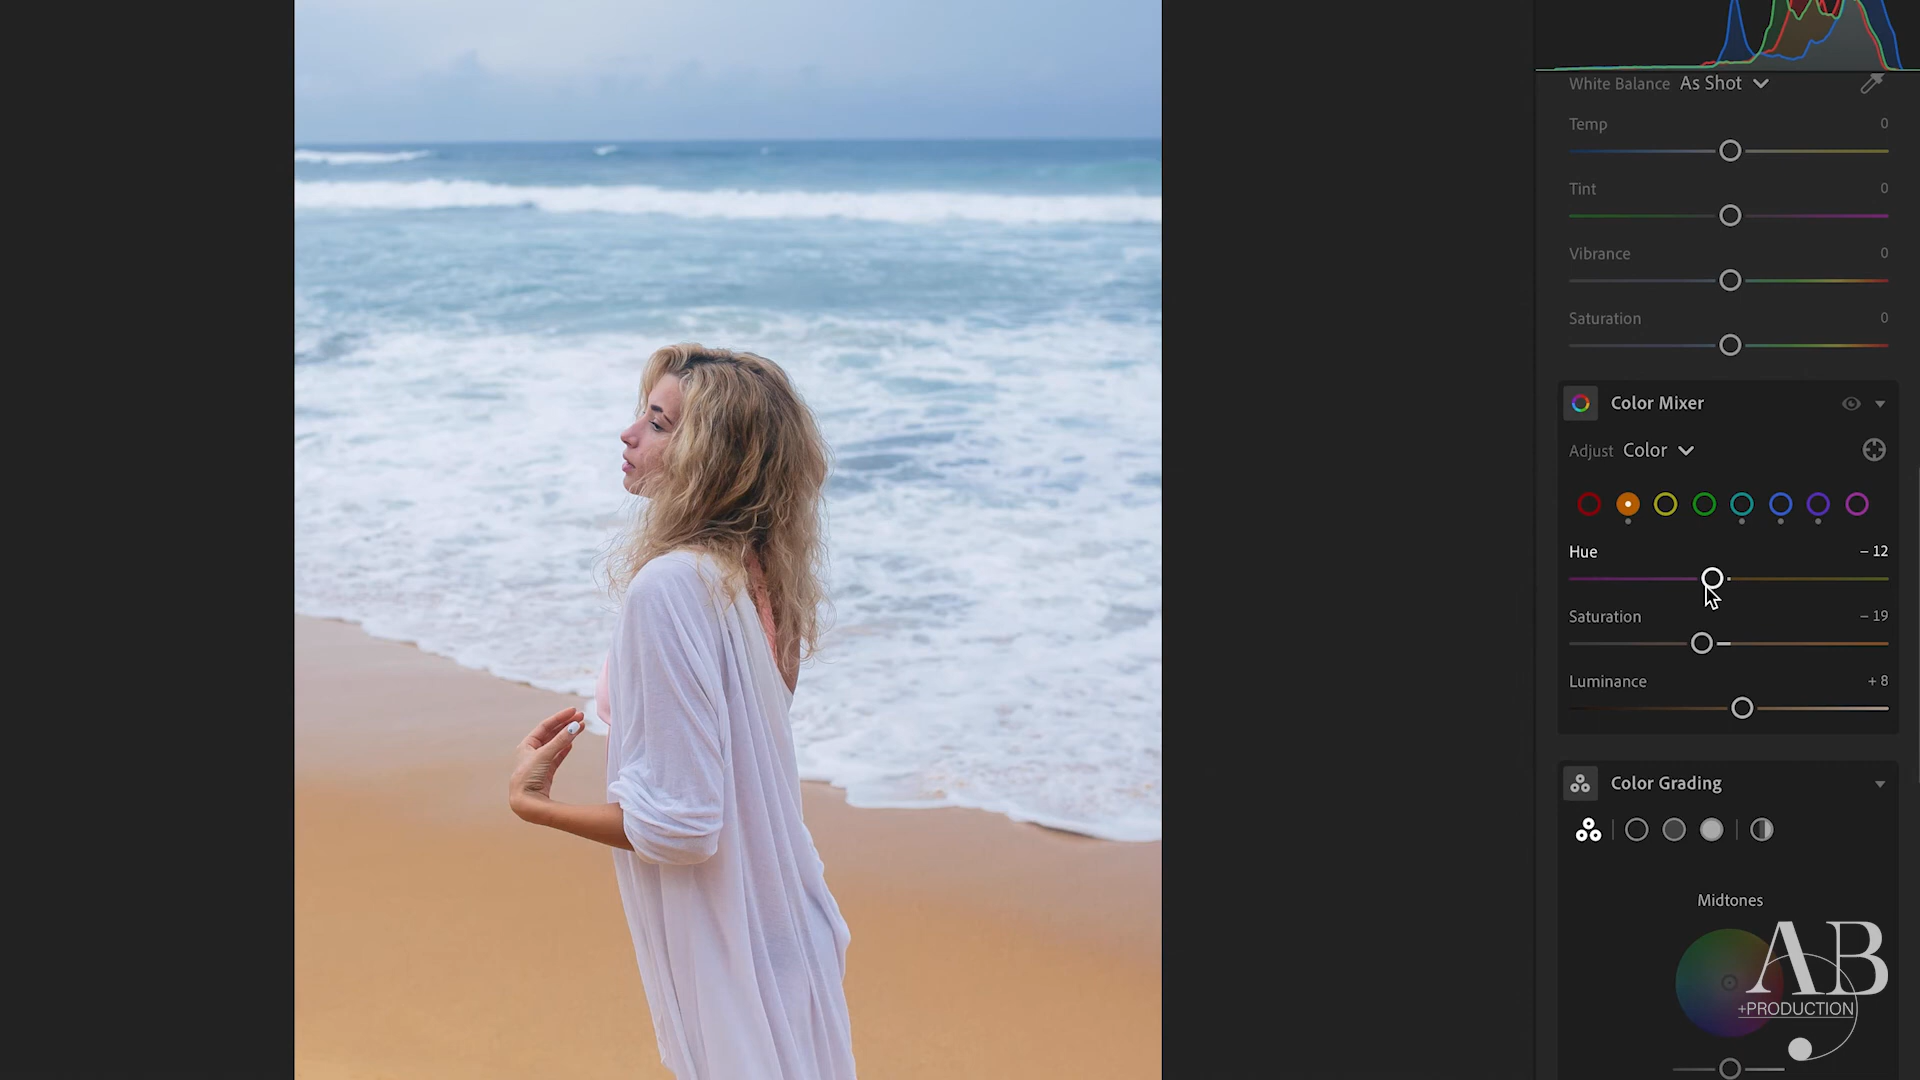 White Balance As Shot
Temp 0
Tint 0
Vibrance 0
Saturation 0
Color Mixer
Adjust Color
Hue – 12
Saturation – 19
Luminance + 8
Color Grading
Midtones
AB
+PRODUCTION